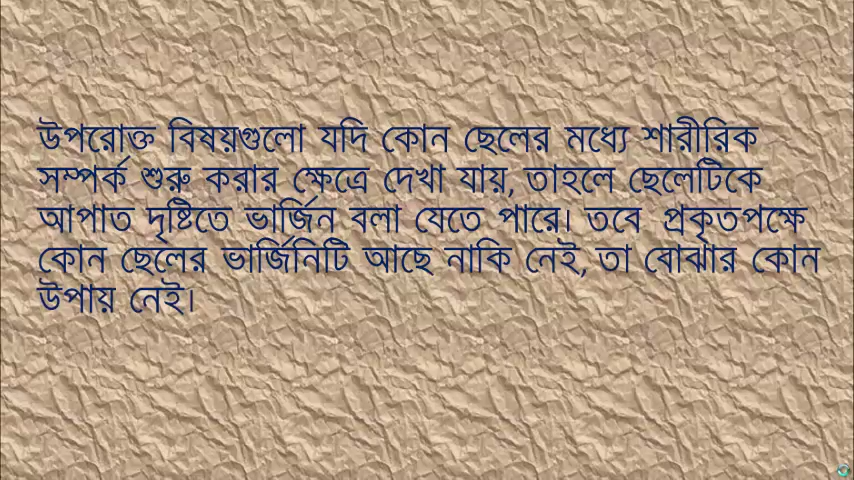 উপরোক্ত বিষয়গুলো যদি কোন ছেলের মধ্যে শারীরিক
সম্পর্ক শুরু করার ক্ষেত্রে দেখা যায়, তাহলে ছেলেটিকে
আপাত দৃষ্টিতে ভার্জিন বলা যেতে পারে। তবে প্রকৃতপক্ষে
কোন ছেলের ভার্জিনিটি আছে নাকি নেই, তা বোঝার কোন
উপায় নেই।